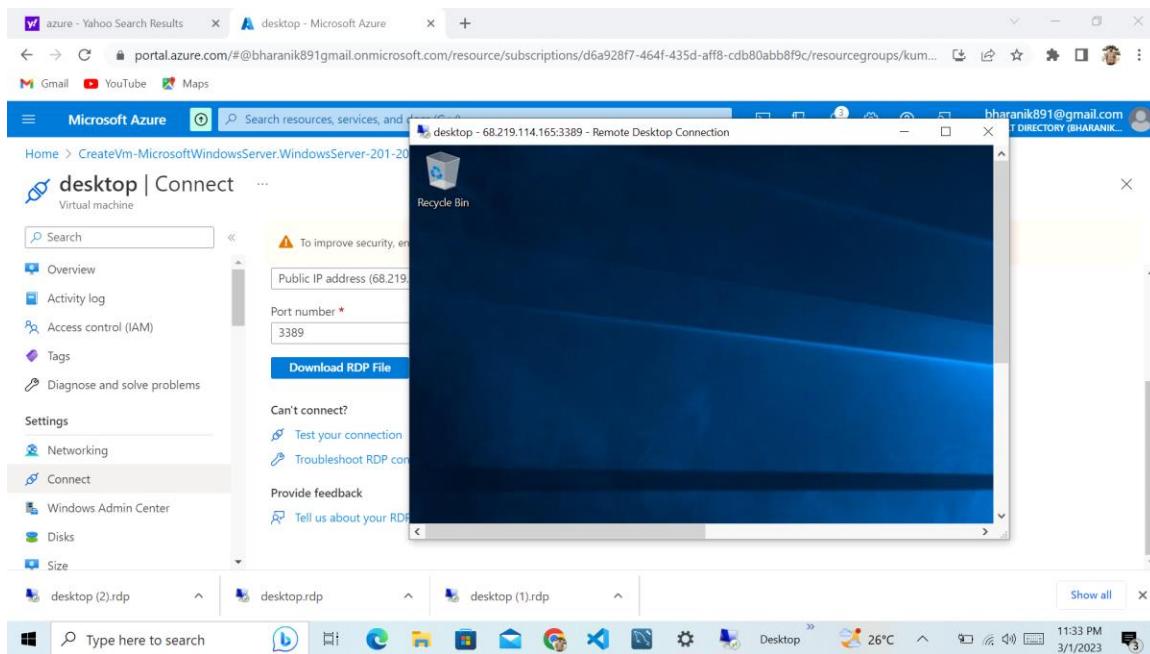 azure - Yahoo Search Results
desktop - Microsoft Azure
portal.azure.com/#@bharanik891gmail.onmicrosoft.com/resource/subscriptions/d6a928f7-464f-435d-aff8-cdb80abb8f9c/resourcegroups/kum...
Gmail YouTube Maps
Microsoft Azure
Search resources, services, and
3
bharanik891@gmail.com
T DIRECTORY (BHARANIK...
desktop - 68.219.114.165:3389 - Remote Desktop Connection
Home > CreateVm-MicrosoftWindowsServer.WindowsServer-201-20
desktop | Connect ...
Virtual machine
Recycle Bin
Search
Overview
Activity log
Access control (IAM)
Tags
Diagnose and solve problems
Settings
Networking
Connect
Windows Admin Center
Disks
Size
To improve security, en
Public IP address (68.219.
Port number *
3389
Download RDP File
Can't connect?
Test your connection
Troubleshoot RDP con
Provide feedback
Tell us about your RDP
desktop (2).rdp
desktop.rdp
desktop (1).rdp
Show all
Type here to search
Desktop
26°C
11:33 PM
3/1/2023
3